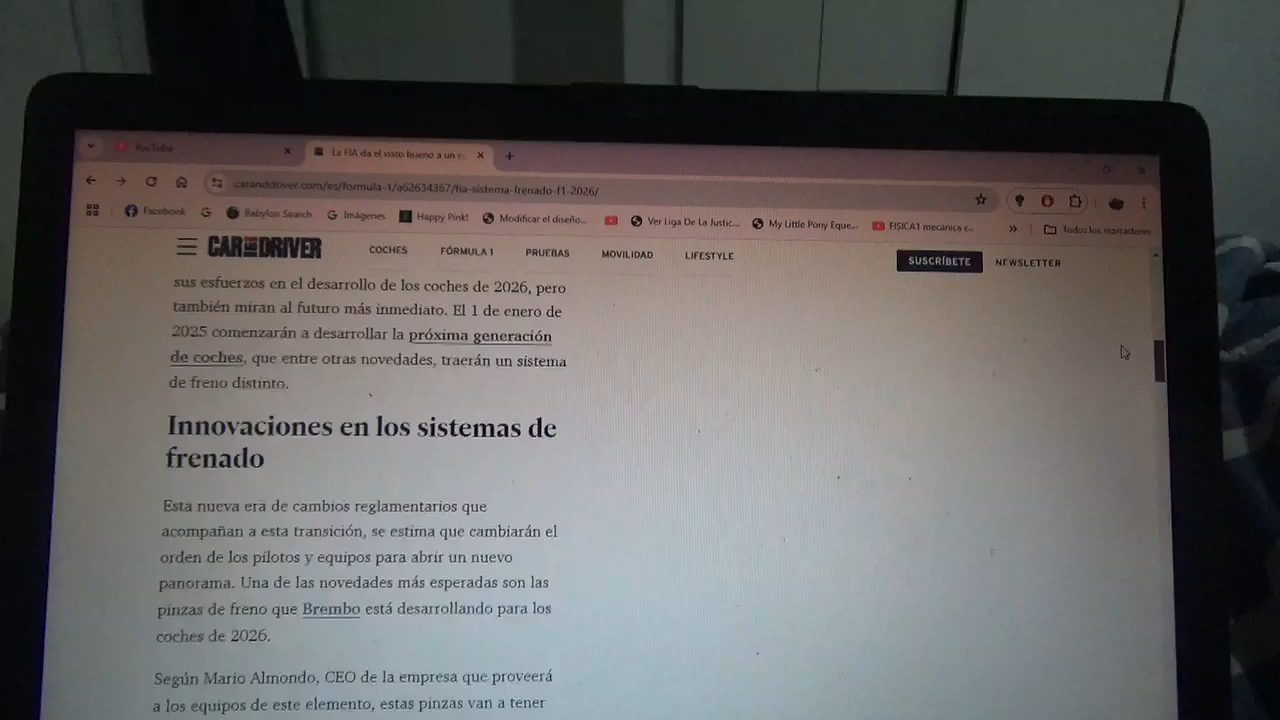 YouTube
La FIA da el visto bueno a un
caranddriver.com/es/formula-1/a62634367/fia-sistema-frenado-f1-2026/
Facebook
Babylon Search
Imágenes
Happy Pink!
Modificar el diseño...
Ver Liga De La Justic...
My Little Pony Eque...
FISICA1 mecanica c...
Todos los marcadores
CAR AND DRIVER
COCHES
FÓRMULA 1
PRUEBAS
MOVILIDAD
LIFESTYLE
SUSCRÍBETE
NEWSLETTER
sus esfuerzos en el desarrollo de los coches de 2026, pero
también miran al futuro más inmediato. El 1 de enero de
2025 comenzarán a desarrollar la próxima generación
de coches, que entre otras novedades, traerán un sistema
de freno distinto.
Innovaciones en los sistemas de
frenado
Esta nueva era de cambios reglamentarios que
acompañan a esta transición, se estima que cambiarán el
orden de los pilotos y equipos para abrir un nuevo
panorama. Una de las novedades más esperadas son las
pinzas de freno que Brembo está desarrollando para los
coches de 2026.
Según Mario Almondo, CEO de la empresa que proveerá
a los equipos de este elemento, estas pinzas van a tener